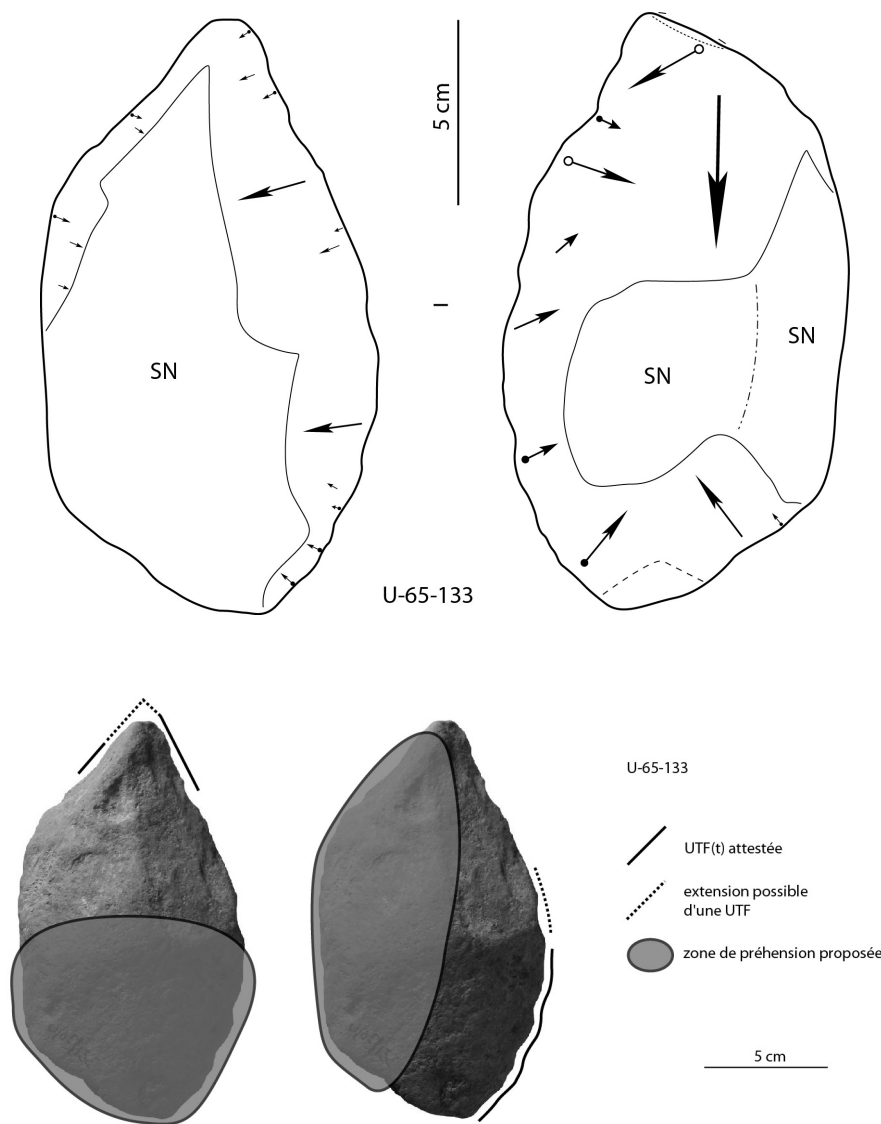 5 cm
SN
SN
SN
U-65-133
U-65-133
UTF(t) attestée
extension possible
d'une UTF
zone de préhension proposée
5 cm